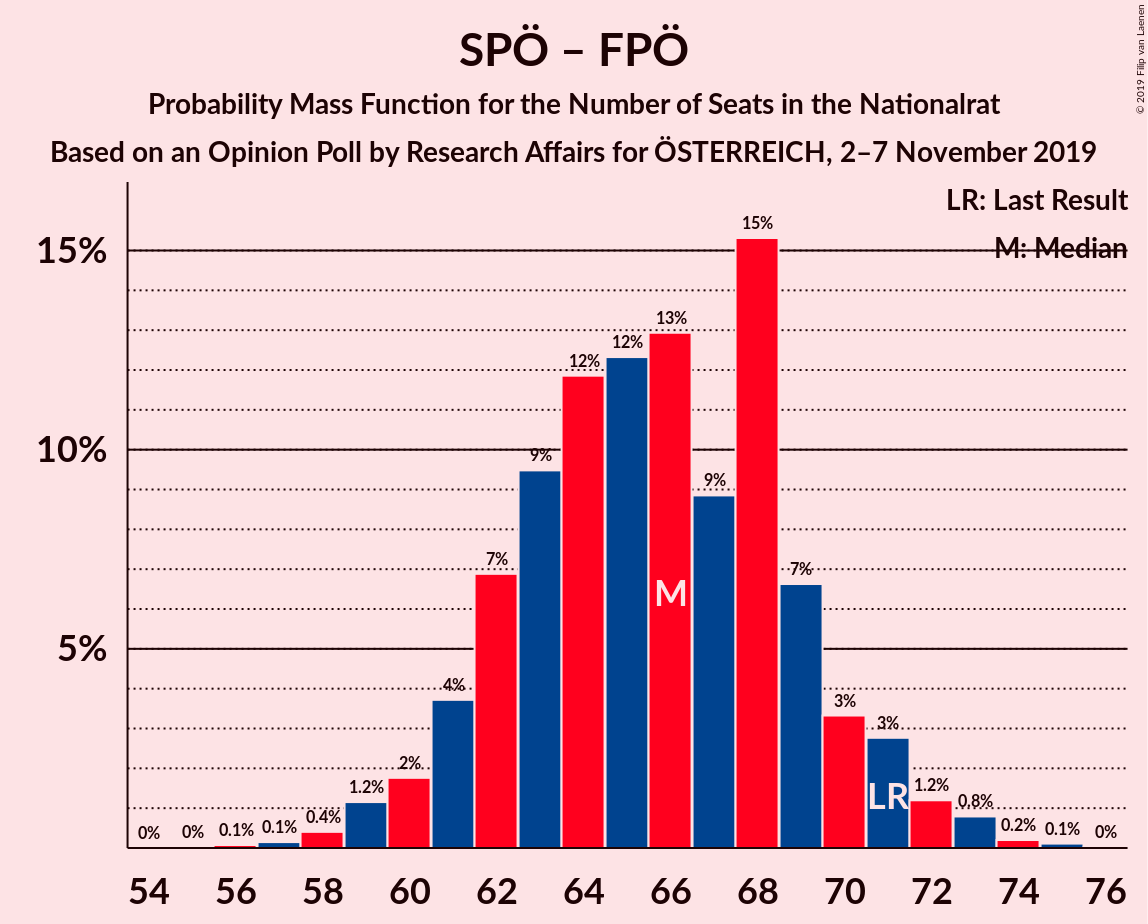 SPÖ – FPÖ
Probability Mass Function for the Number of Seats in the Nationalrat
Based on an Opinion Poll by Research Affairs for ÖSTERREICH, 2–7 November 2019
© 2019 Filip van Laenen
LR: Last Result
M: Median
15%
10%
5%
0%
0%
0.1%
0.1%
0.4%
1.2%
2%
4%
7%
9%
12%
12%
13%
9%
15%
7%
3%
3%
1.2%
0.8%
0.2%
0.1%
0%
M
LR
54 56 58 60 62 64 66 68 70 72 74 76